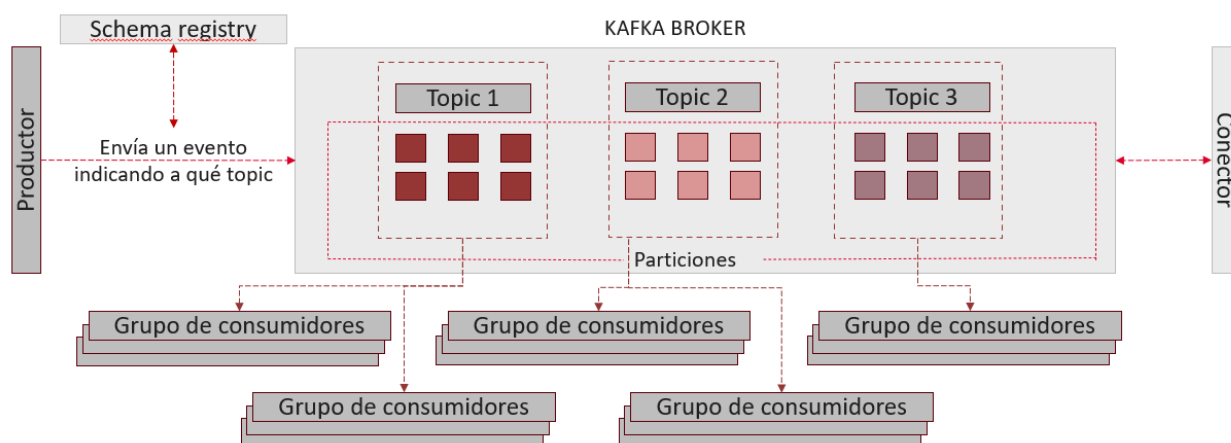 Schema registry
KAFKA BROKER
Productor
Envía un evento
indicando a qué topic
Topic 1
Topic 2
Topic 3
Particiones
Conector
Grupo de consumidores
Grupo de consumidores
Grupo de consumidores
Grupo de consumidores
Grupo de consumidores